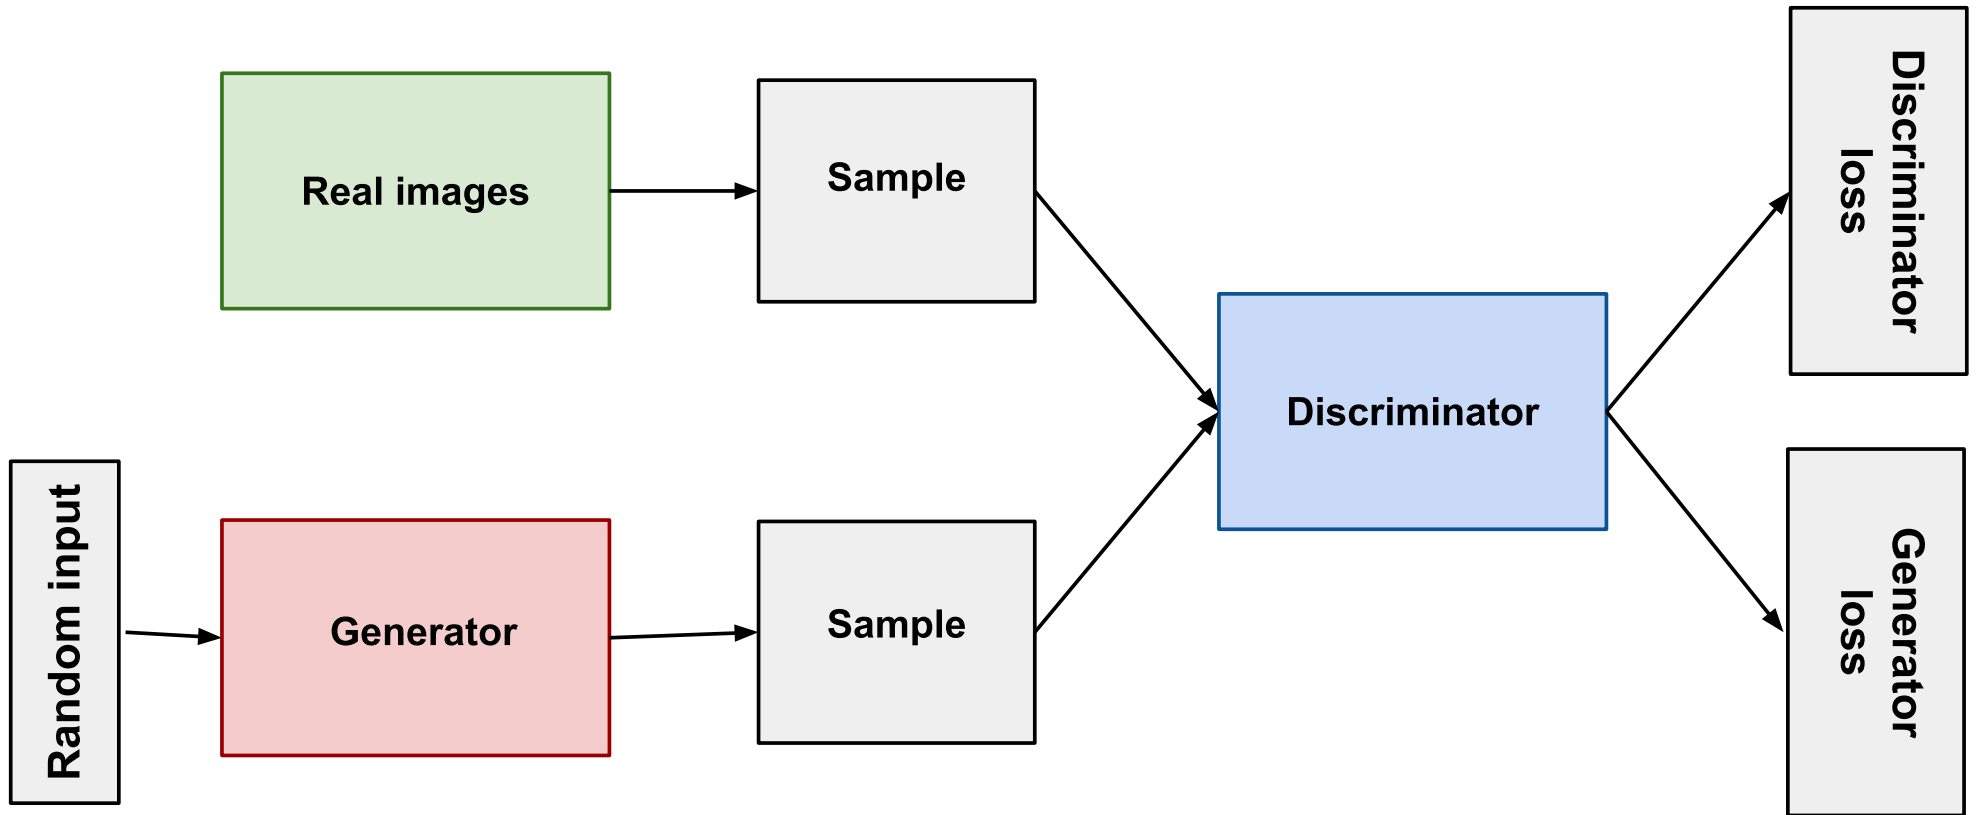 Real images
Sample
Discriminator
loss
Discriminator
Random input
Generator
Sample
Generator
loss